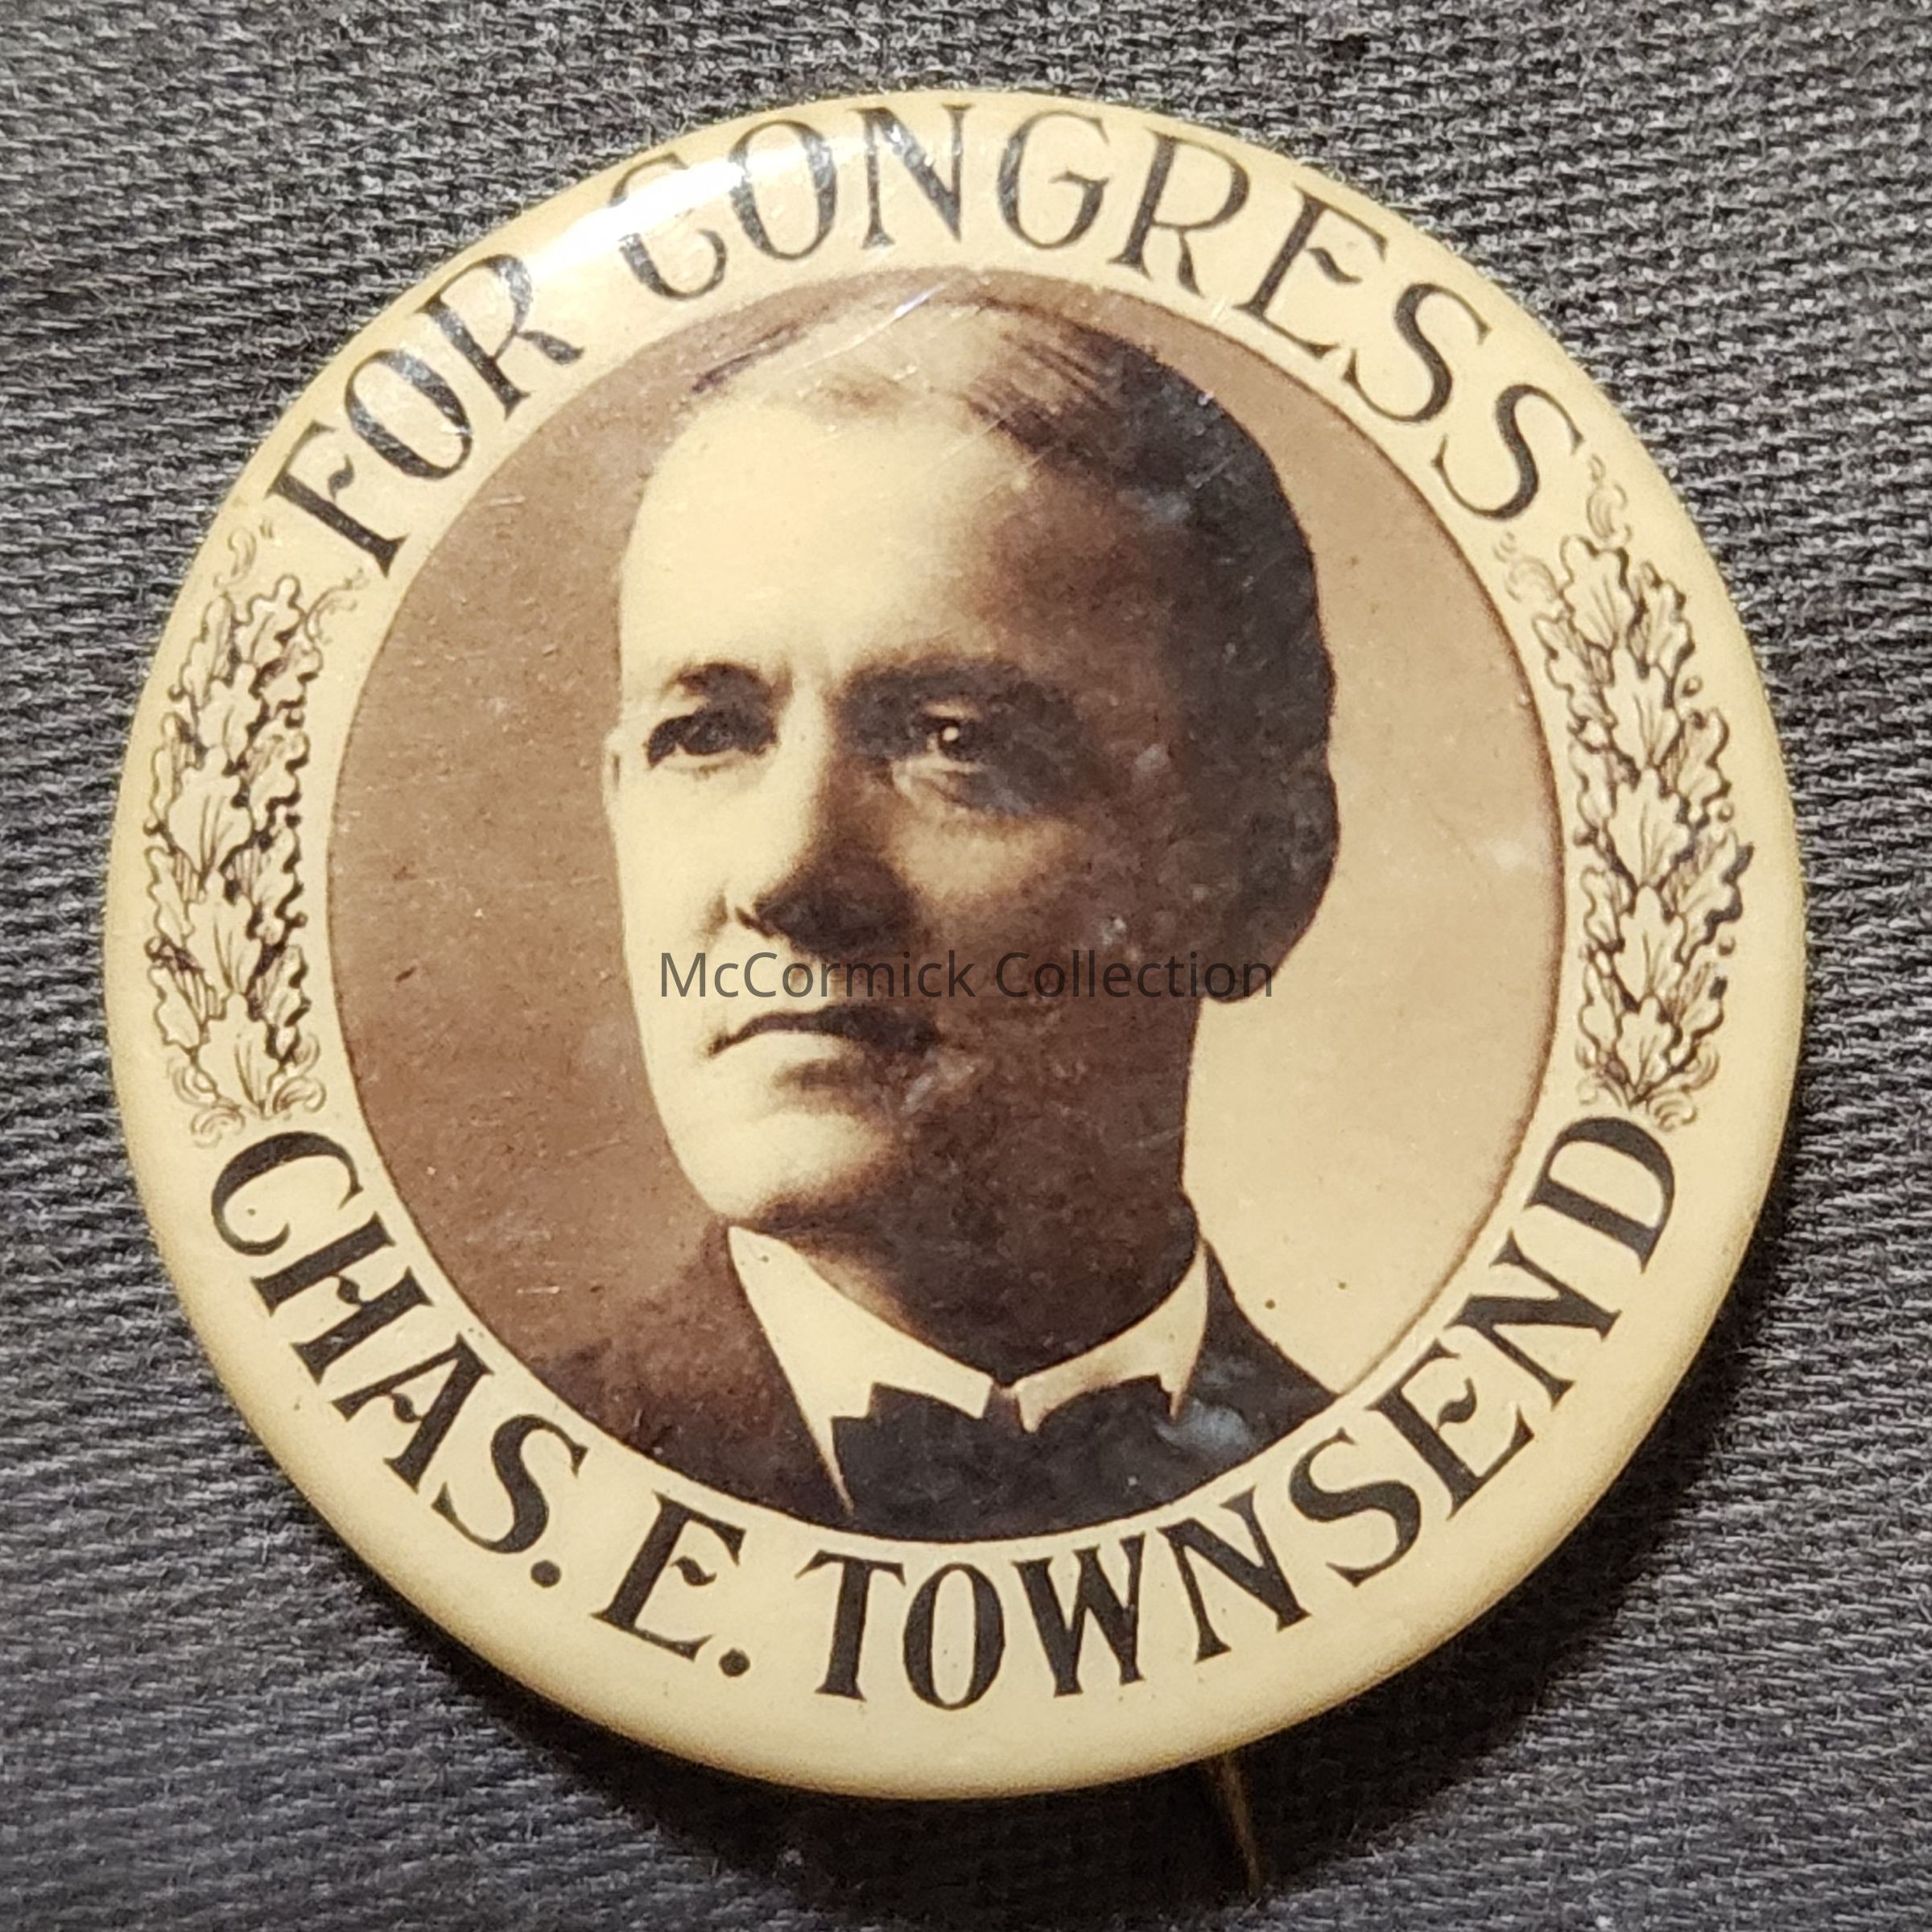 FOR CONGRESS
McCormick Collection
CHAS. E. TOWNSEND